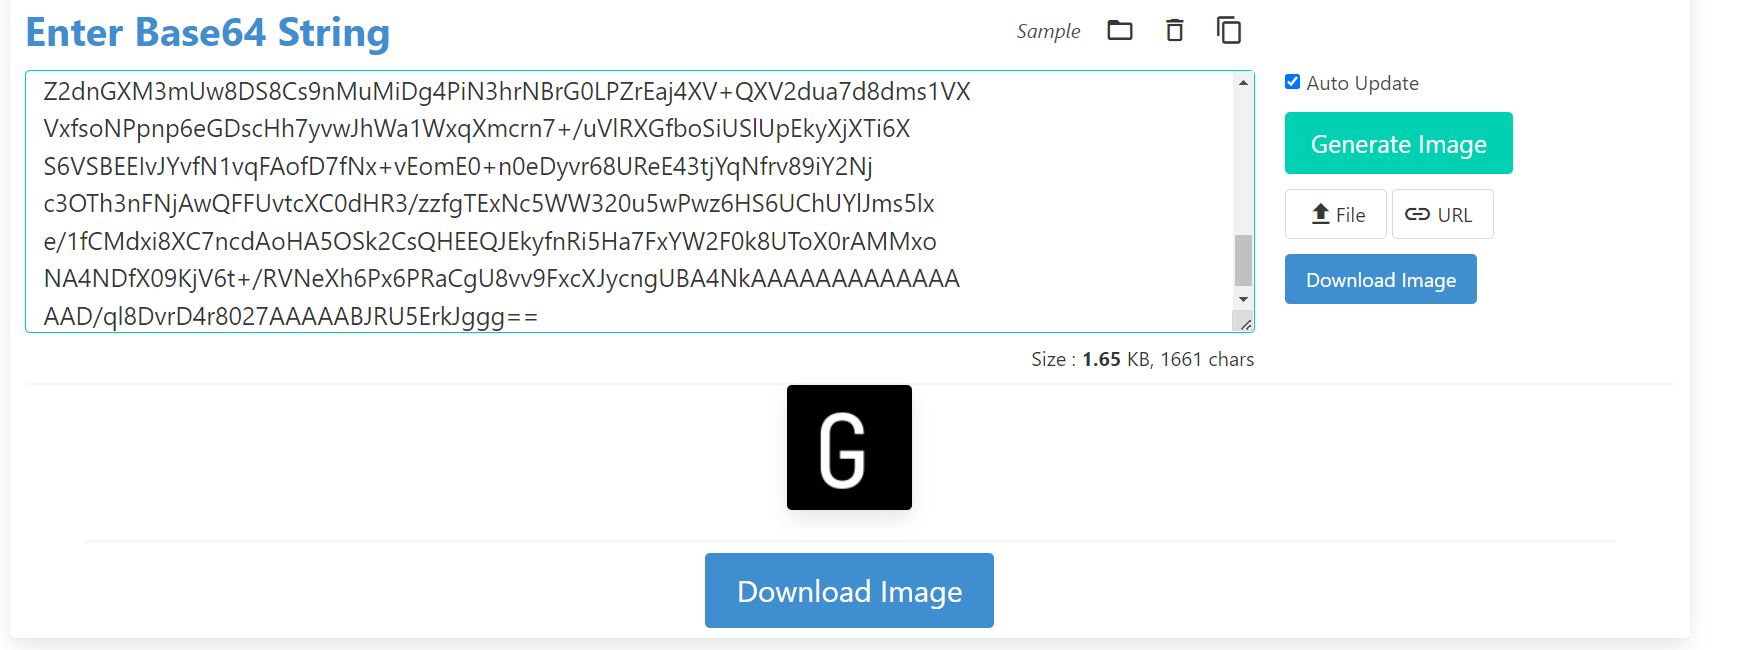 Enter Base64 String
Sample
Z2dnGXM3mUw8DS8Cs9nMuMiDg4PiN3hrNBrG0LPZrEaj4XV+QXV2dua7d8dms1VX
VxfsoNPpnp6eGDscHh7yvwJhWa1WxqXmcrn7+/uVlRXGfboSiUSlUpEkyXjXTi6X
S6VSBEElvJYvfN1vqFAofD7fNx+vEomE0+n0eDyvr68UReE43tjYqNfrv89iY2Nj
c3OTh3nFNjAwQFFUvtcXC0dHR3/zzfgTExNc5WW320u5wPwz6HS6UChUYlJms5lx
e/1fCMdxi8XC7ncdAoHA5OSk2CsQHEEQJEkyfnRi5Ha7FxYW2F0k8UToX0rAMMxo
NA4NDfX09KjV6t+/RVNeXh6Px6PRaCgU8vv9FxcXJycngUBA4NkAAAAAAAAAAAAA
AAD/ql8DvrD4r8027AAAAABJRU5ErkJggg==
Auto Update
Generate Image
File
URL
Download Image
Size : 1.65 KB, 1661 chars
G
Download Image